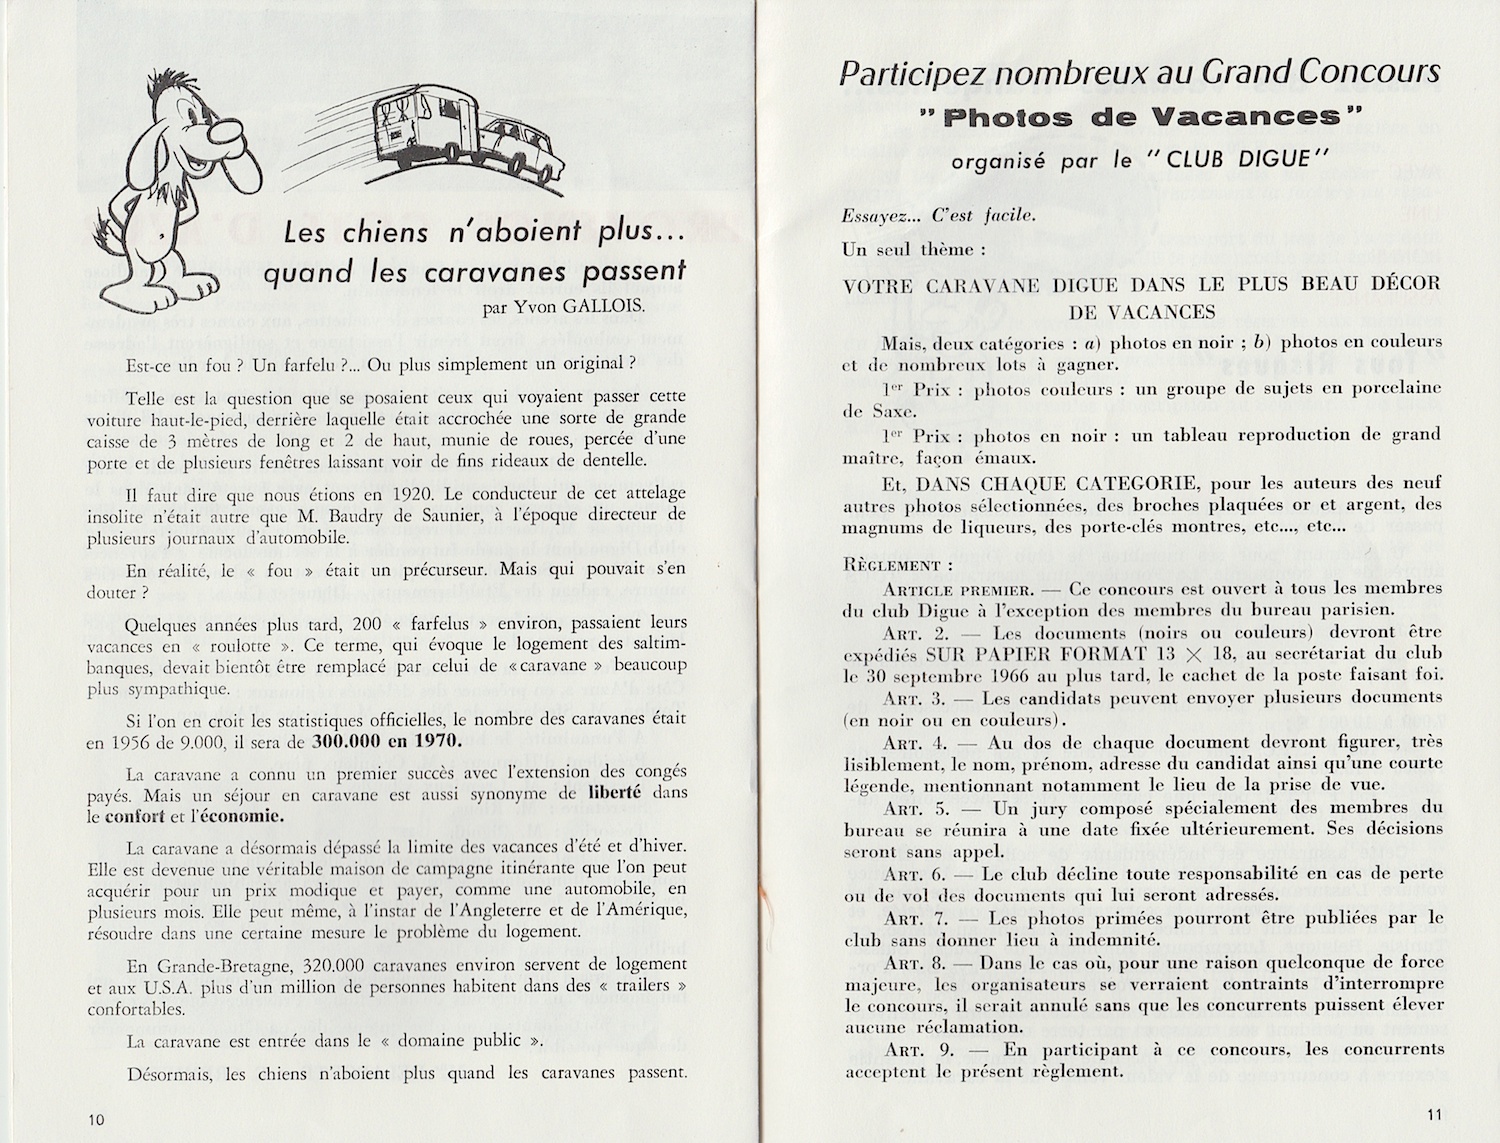 Les chiens n'aboient plus...
quand les caravanes passent
par Yvon GALLOIS.
Est-ce un fou ? Un farfelu ?... Ou plus simplement un original ?
Telle est la question que se posaient ceux qui voyaient passer cette
voiture haut-le-pied, derrière laquelle était accrochée une sorte de grande
caisse de 3 mètres de long et 2 de haut, munie de roues, percée d'une
porte et de plusieurs fenêtres laissant voir de fins rideaux de dentelle.
Il faut dire que nous étions en 1920. Le conducteur de cet attelage
insolite n'était autre que M. Baudry de Saunier, à l'époque directeur de
plusieurs journaux d'automobile.
En réalité, le « fou » était un précurseur. Mais qui pouvait s'en
douter ?
Quelques années plus tard, 200 « farfelus » environ, passaient leurs
vacances en « roulotte ». Ce terme, qui évoque le logement des saltim-
banques, devait bientôt être remplacé par celui de « caravane » beaucoup
plus sympathique.
Si l'on en croit les statistiques officielles, le nombre des caravanes était
en 1956 de 9.000, il sera de 300.000 en 1970.
La caravane a connu un premier succès avec l'extension des congés
payés. Mais un séjour en caravane est aussi synonyme de liberté dans
le confort et l'économie.
La caravane a désormais dépassé la limite des vacances d'été et d'hiver.
Elle est devenue une véritable maison de campagne itinérante que l'on peut
acquérir pour un prix modique et payer, comme une automobile, en
plusieurs mois. Elle peut même, à l'instar de l'Angleterre et de l'Amérique,
résoudre dans une certaine mesure le problème du logement.
En Grande-Bretagne, 320.000 caravanes environ servent de logement
et aux U.S.A. plus d'un million de personnes habitent dans des « trailers »
confortables.
La caravane est entrée dans le « domaine public ».
Désormais, les chiens n'aboient plus quand les caravanes passent.
10
Participez nombreux au Grand Concours
"Photos de Vacances"
organisé par le "CLUB DIGUE"
Essayez... C'est facile.
Un seul thème :
VOTRE CARAVANE DIGUE DANS LE PLUS BEAU DÉCOR
DE VACANCES
Mais, deux catégories : a) photos en noir ; b) photos en couleurs
et de nombreux lots à gagner.
1er Prix : photos couleurs : un groupe de sujets en porcelaine
de Saxe.
1er Prix : photos en noir : un tableau reproduction de grand
maître, façon émaux.
Et, DANS CHAQUE CATEGORIE, pour les auteurs des neuf
autres photos sélectionnées, des broches plaquées or et argent, des
magnums de liqueurs, des porte-clés montres, etc..., etc...
RÈGLEMENT :
ARTICLE PREMIER. — Ce concours est ouvert à tous les membres
du club Digue à l'exception des membres du bureau parisien.
ART. 2. — Les documents (noirs ou couleurs) devront être
expédiés SUR PAPIER FORMAT 13 × 18, au secrétariat du club
le 30 septembre 1966 au plus tard, le cachet de la poste faisant foi.
ART. 3. — Les candidats peuvent envoyer plusieurs documents
(en noir ou en couleurs).
ART. 4. — Au dos de chaque document devront figurer, très
lisiblement, le nom, prénom, adresse du candidat ainsi qu'une courte
légende, mentionnant notamment le lieu de la prise de vue.
ART. 5. — Un jury composé spécialement des membres du
bureau se réunira à une date fixée ultérieurement. Ses décisions
seront sans appel.
ART. 6. — Le club décline toute responsabilité en cas de perte
ou de vol des documents qui lui seront adressés.
ART. 7. — Les photos primées pourront être publiées par le
club sans donner lieu à indemnité.
ART. 8. — Dans le cas où, pour une raison quelconque de force
majeure, les organisateurs se verraient contraints d'interrompre
le concours, il serait annulé sans que les concurrents puissent élever
aucune réclamation.
ART. 9. — En participant à ce concours, les concurrents
acceptent le présent règlement.
11